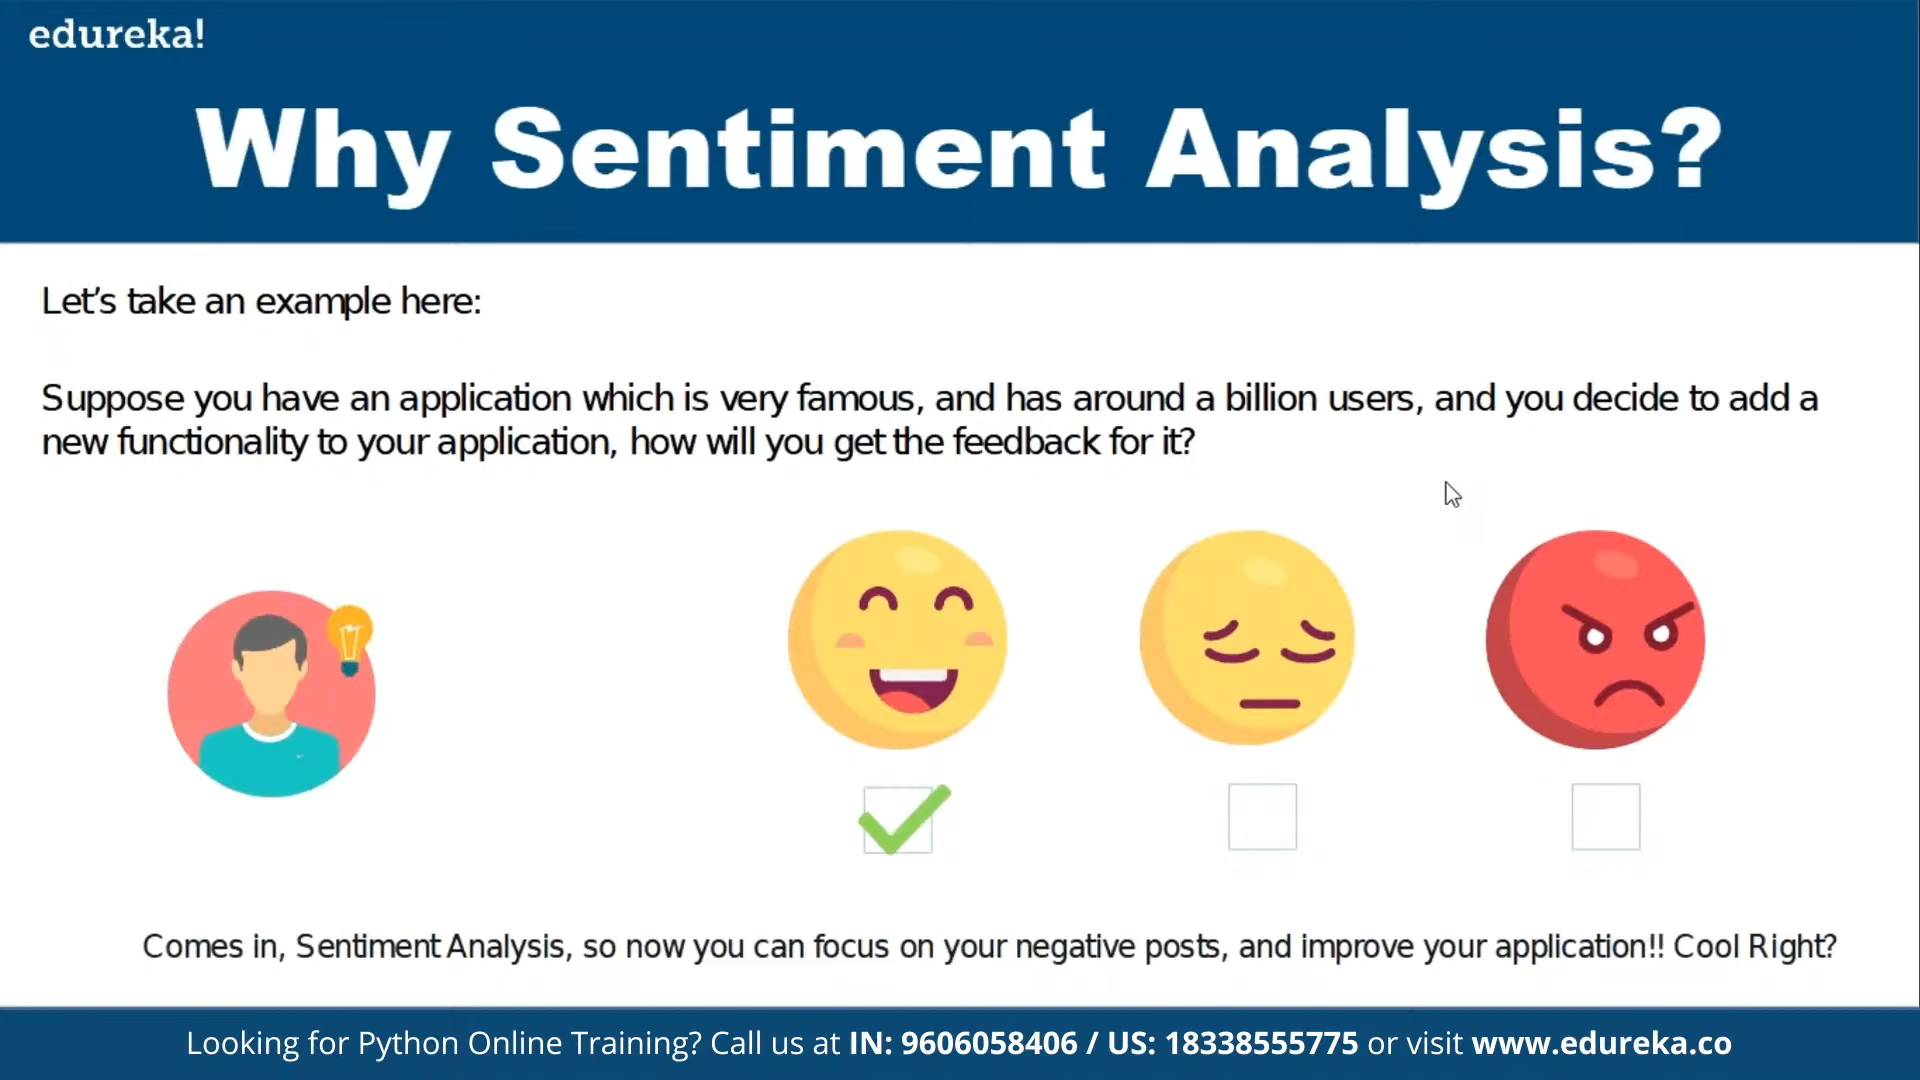 edureka!
Why Sentiment Analysis?
Let's take an example here:
Suppose you have an application which is very famous, and has around a billion users, and you decide to add a
new functionality to your application, how will you get the feedback for it?
Comes in, Sentiment Analysis, so now you can focus on your negative posts, and improve your application!! Cool Right?
Looking for Python Online Training? Call us at IN: 9606058406 / US: 18338555775 or visit www.edureka.co